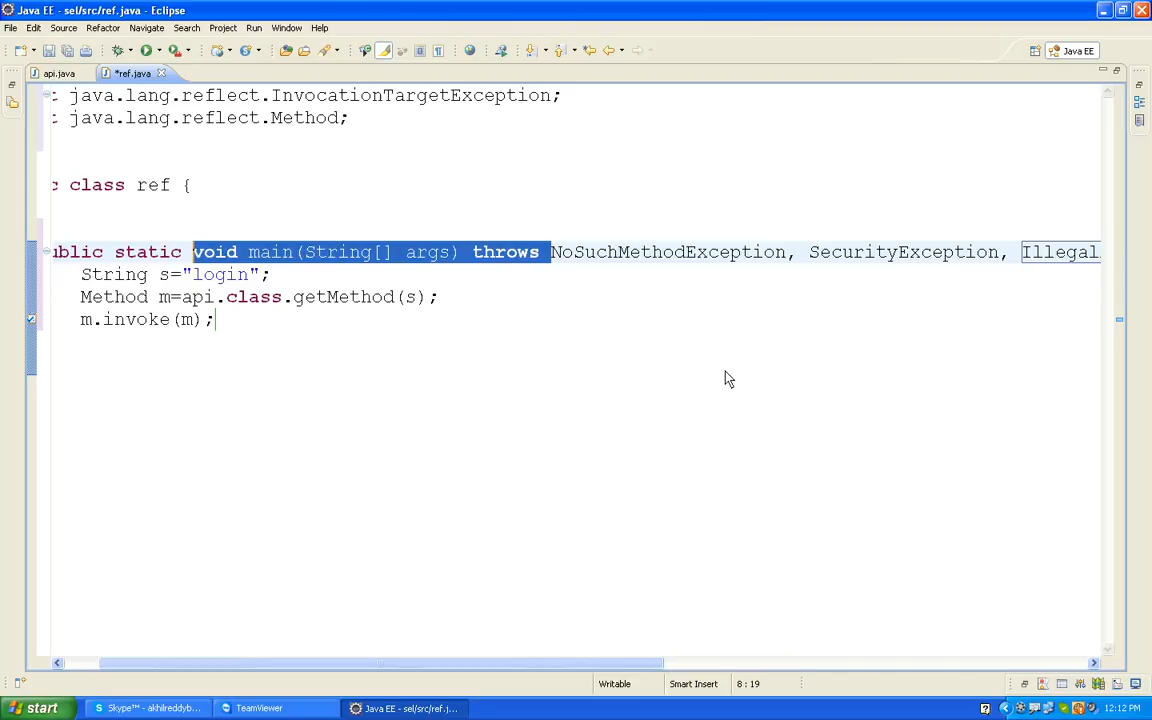 Java EE - sel/src/ref.java - Eclipse
File Edit Source Refactor Navigate Search Project Run Window Help
Java EE
api.java *ref.java
t java.lang.reflect.InvocationTargetException;
t java.lang.reflect.Method;
c class ref {
ublic static void main(String[] args) throws NoSuchMethodException, SecurityException, Illegal
String s="login";
Method m=api.class.getMethod(s);
m.invoke(m);
Writable Smart Insert 8 : 19
start Skype™ - akhilreddyb... TeamViewer Java EE - sel/src/ref.j... 12:12 PM